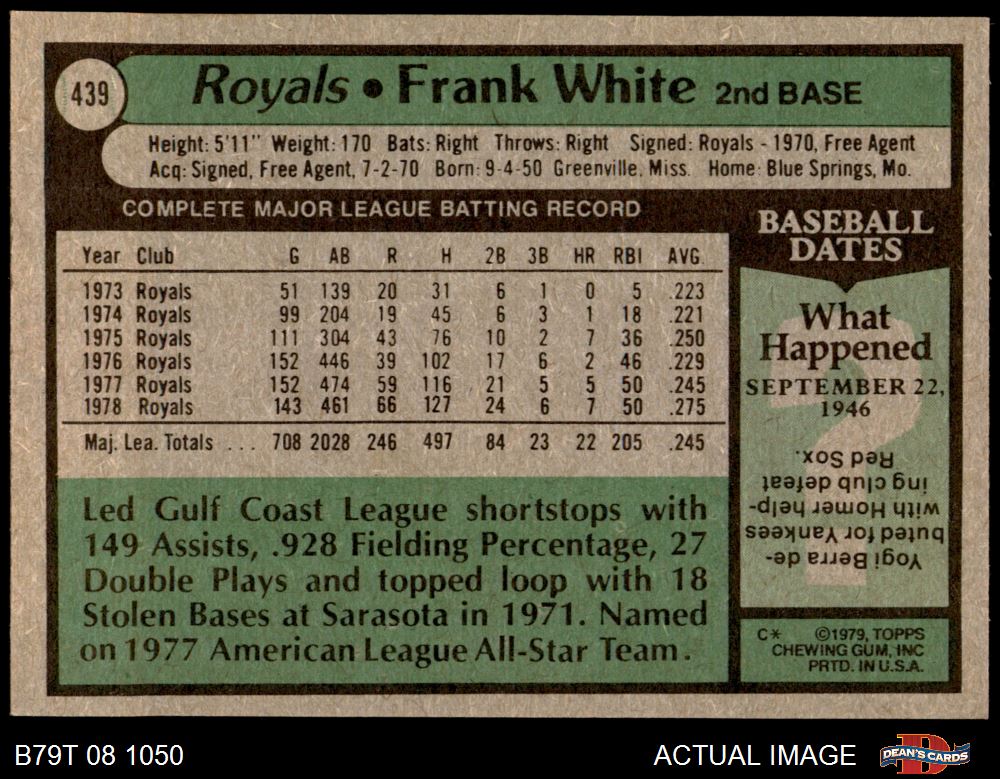 439
Royals • Frank White 2nd BASE
Height: 5'11" Weight: 170 Bats: Right Throws: Right Signed: Royals - 1970, Free Agent
Acq: Signed, Free Agent, 7-2-70 Born: 9-4-50 Greenville, Miss. Home: Blue Springs, Mo.
COMPLETE MAJOR LEAGUE BATTING RECORD
Year Club G AB R H 2B 3B HR RBI AVG.
1973 Royals 51 139 20 31 6 1 0 5 .223
1974 Royals 99 204 19 45 6 3 1 18 .221
1975 Royals 111 304 43 76 10 2 7 36 .250
1976 Royals 152 446 39 102 17 6 2 46 .229
1977 Royals 152 474 59 116 21 5 5 50 .245
1978 Royals 143 461 66 127 24 6 7 50 .275
Maj. Lea. Totals ... 708 2028 246 497 84 23 22 205 .245
Led Gulf Coast League shortstops with
149 Assists, .928 Fielding Percentage, 27
Double Plays and topped loop with 18
Stolen Bases at Sarasota in 1971. Named
on 1977 American League All-Star Team.
BASEBALL
DATES
What
Happened
SEPTEMBER 22,
1946
Yogi Berra de-
buted for Yankees
with Homer help-
ing club defeat
Red Sox.
C* ©1979, TOPPS
CHEWING GUM, INC
PRTD. IN U.S.A.
B79T 08 1050
ACTUAL IMAGE
DEAN'S CARDS